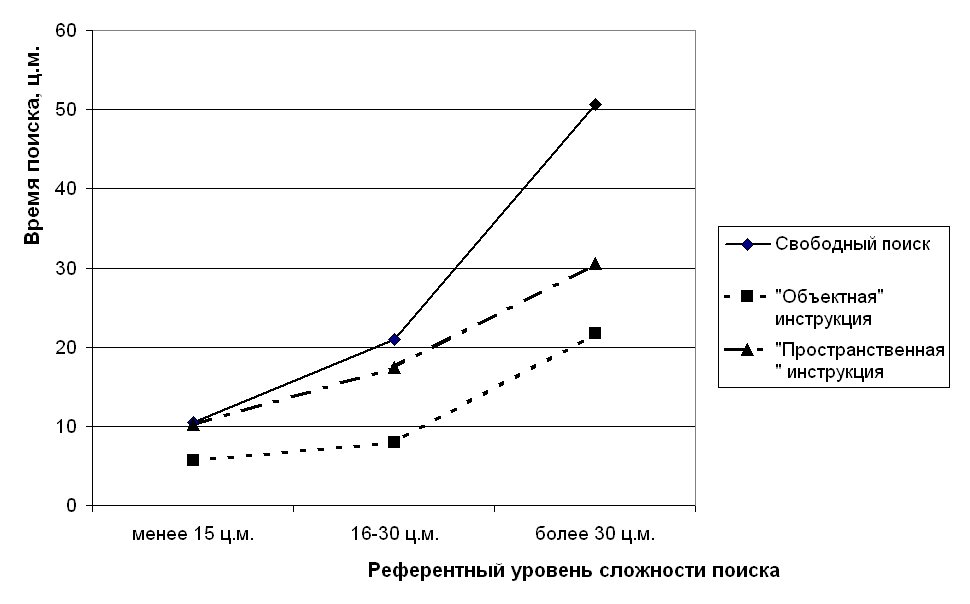 60
50
40
30
20
10
0
Время поиска, ц.м.
менее 15 ц.м.
16-30 ц.м.
более 30 ц.м.
Референтный уровень сложности поиска
Свободный поиск
"Объектная"
инструкция
"Пространственная
" инструкция